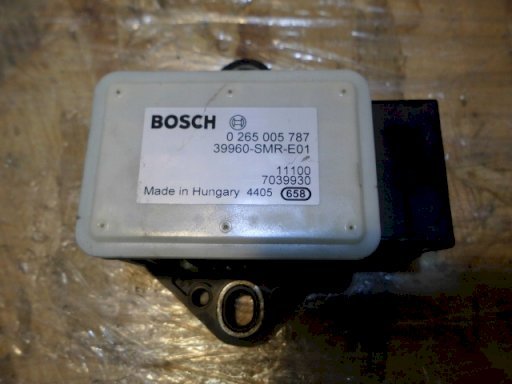 BOSCH
0 265 005 787
39960-SMR-E01
11100
7039930
Made in Hungary 4405 658